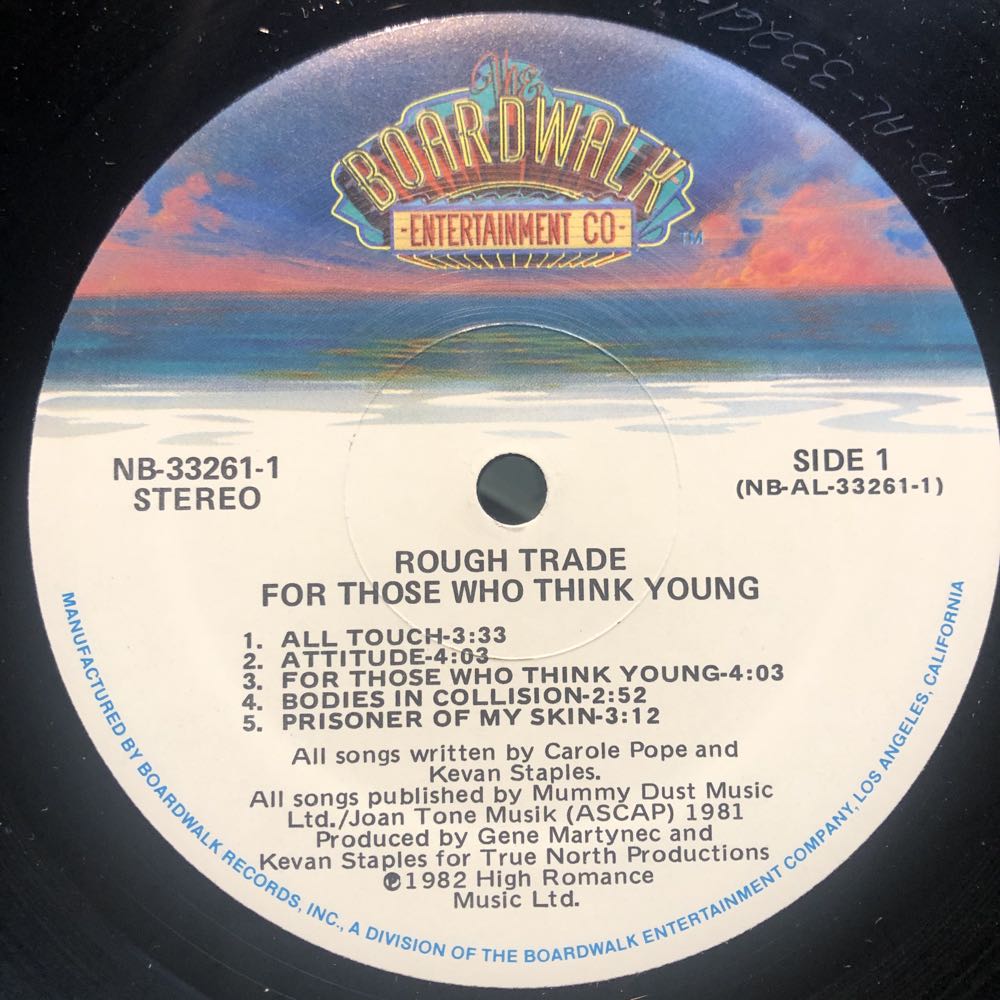 The
BOARDWALK
-ENTERTAINMENT CO-
TM
NB-33261-1
STEREO
SIDE 1
(NB-AL-33261-1)
ROUGH TRADE
FOR THOSE WHO THINK YOUNG
1. ALL TOUCH-3:33
2. ATTITUDE-4:03
3. FOR THOSE WHO THINK YOUNG-4:03
4. BODIES IN COLLISION-2:52
5. PRISONER OF MY SKIN-3:12
All songs written by Carole Pope and
Kevan Staples.
All songs published by Mummy Dust Music
Ltd./Joan Tone Musik (ASCAP) 1981
Produced by Gene Martynec and
Kevan Staples for True North Productions
℗1982 High Romance
Music Ltd.
MANUFACTURED BY BOARDWALK RECORDS, INC., A DIVISION OF THE BOARDWALK ENTERTAINMENT COMPANY, LOS ANGELES, CALIFORNIA